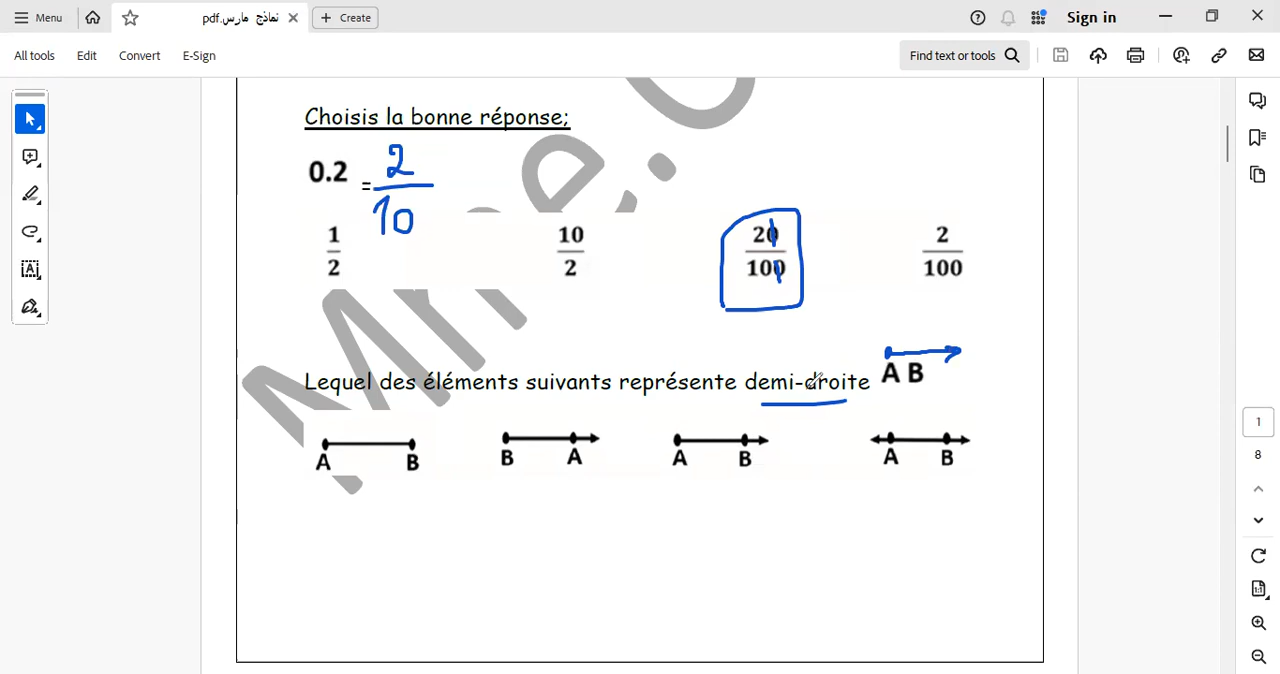 Menu نماذج مارس.pdf Create Sign in
All tools Edit Convert E-Sign Find text or tools
Choisis la bonne réponse;
0.2 = 2/10
1/2 10/2 20/100 2/100
Lequel des éléments suivants représente demi-droite A B
A B B A A B A B
1
8